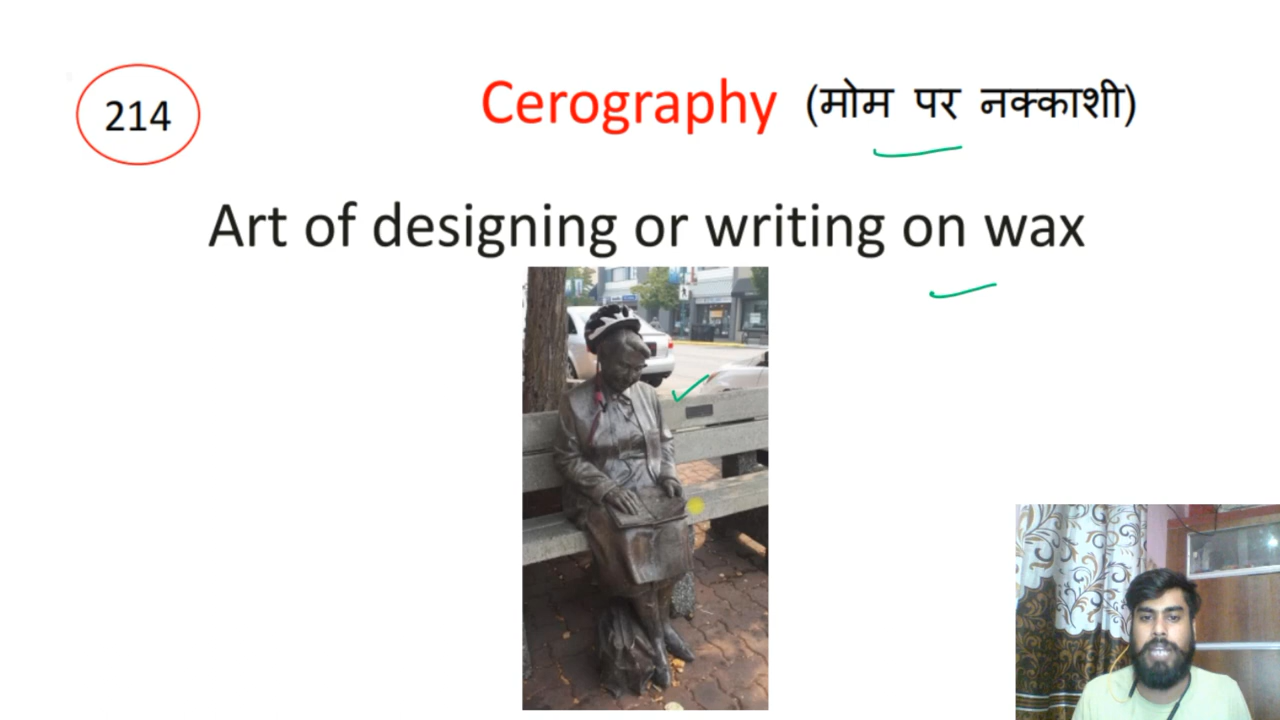 214
Cerography (मोम पर नक्काशी)
Art of designing or writing on wax